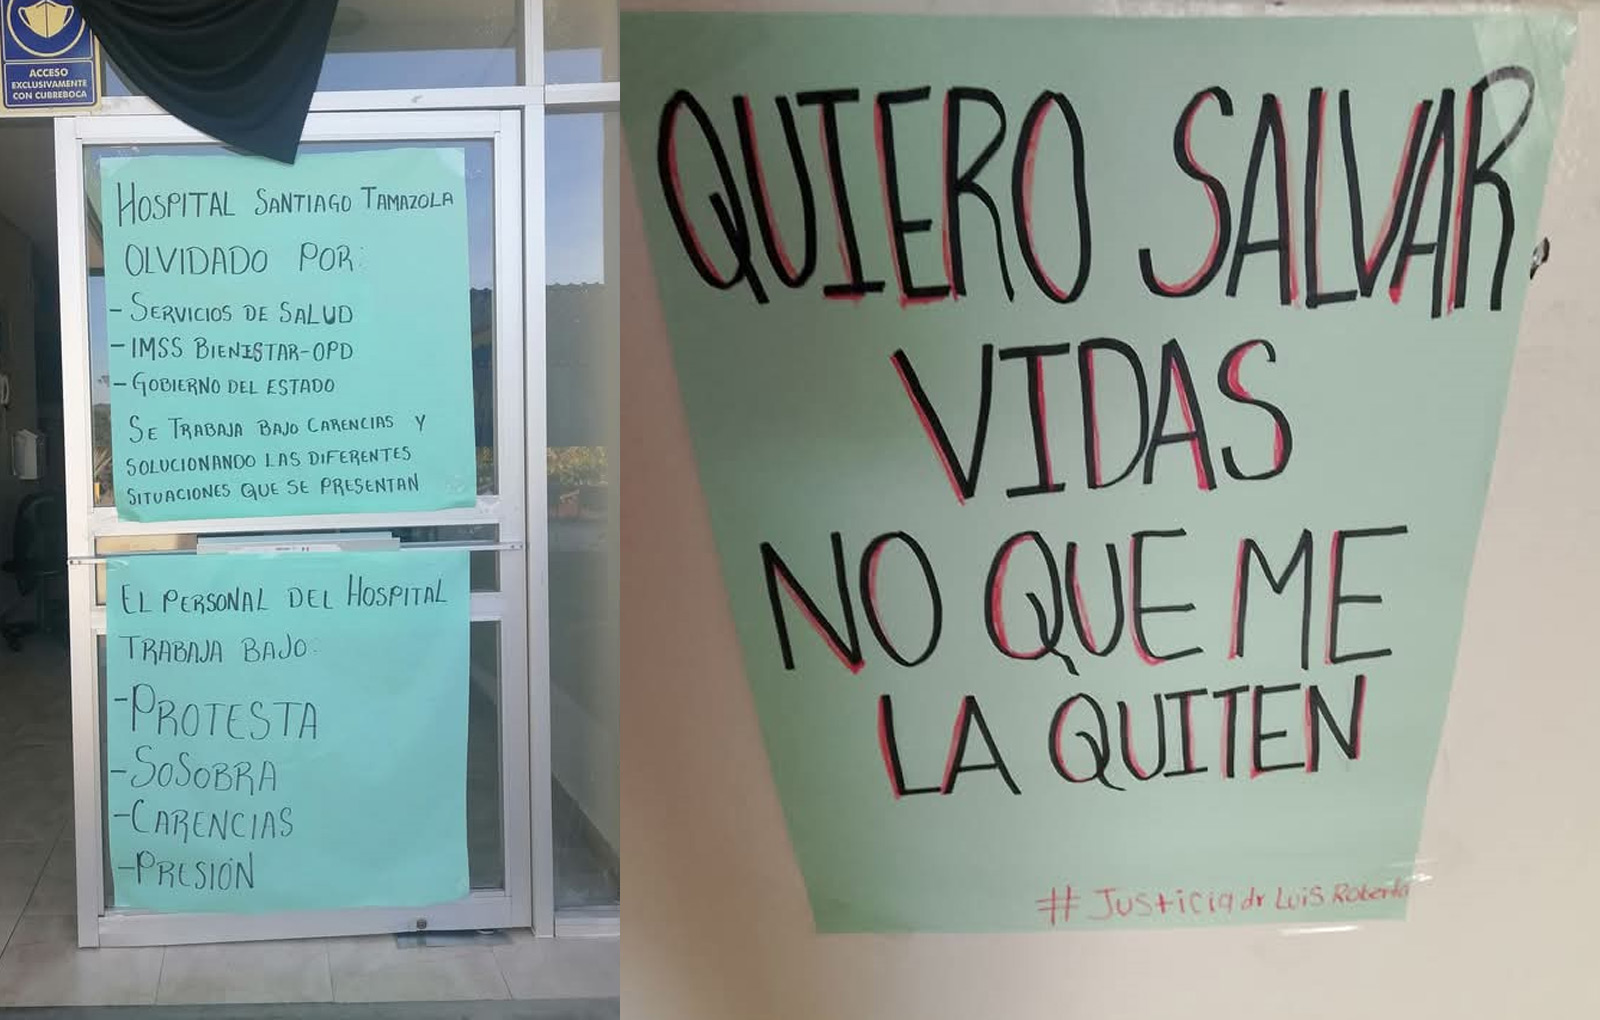 ACCESO
EXCLUSIVAMENTE
CON CUBREBOCA
HOSPITAL SANTIAGO TAMAZOLA
OLVIDADO POR:
- SERVICIOS DE SALUD
- IMSS BIENISTAR-OPD
- GOBIERNO DEL ESTADO
SE TRABAJA BAJO CARENCIAS Y
SOLUCIONANDO LAS DIFERENTES
SITUACIONES QUE SE PRESENTAN
EL PERSONAL DEL HOSPITAL
TRABAJA BAJO:
- PROTESTA
- SOSOBRA
- CARENCIAS
- PRESIÓN
QUIERO SALVAR
VIDAS
NO QUE ME
LA QUITEN
# Justicia dr Luis Roberto